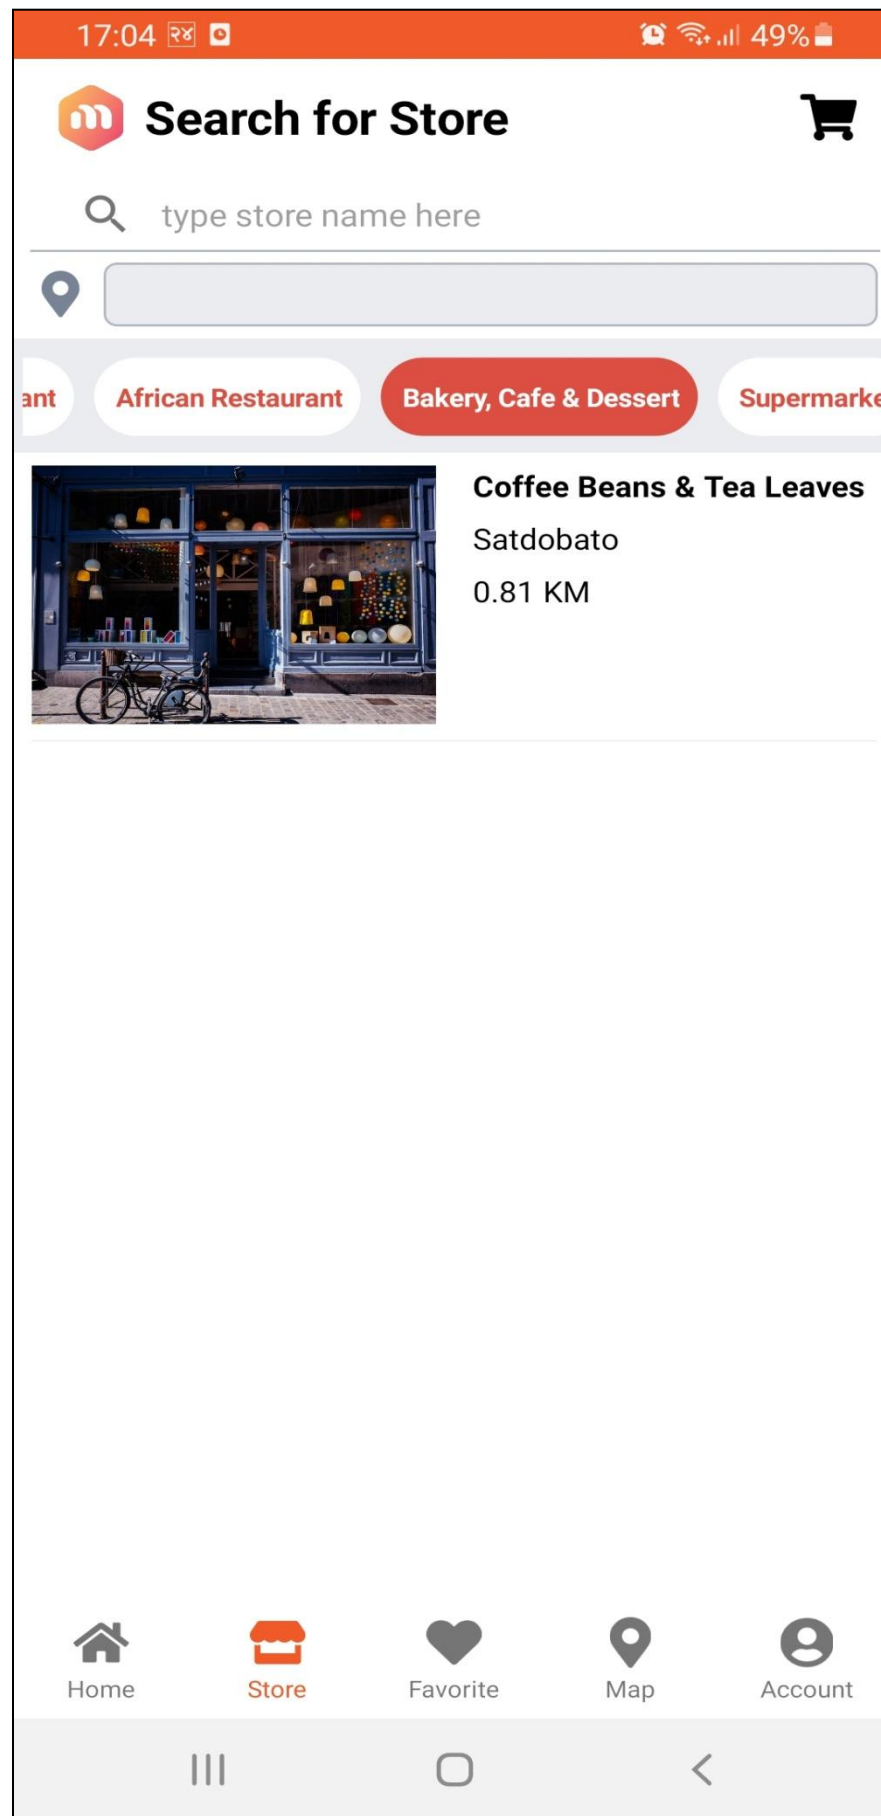 17:04 २४ 49%
Search for Store
type store name here
ant African Restaurant Bakery, Cafe & Dessert Supermarke
Coffee Beans & Tea Leaves
Satdobato
0.81 KM
Home Store Favorite Map Account